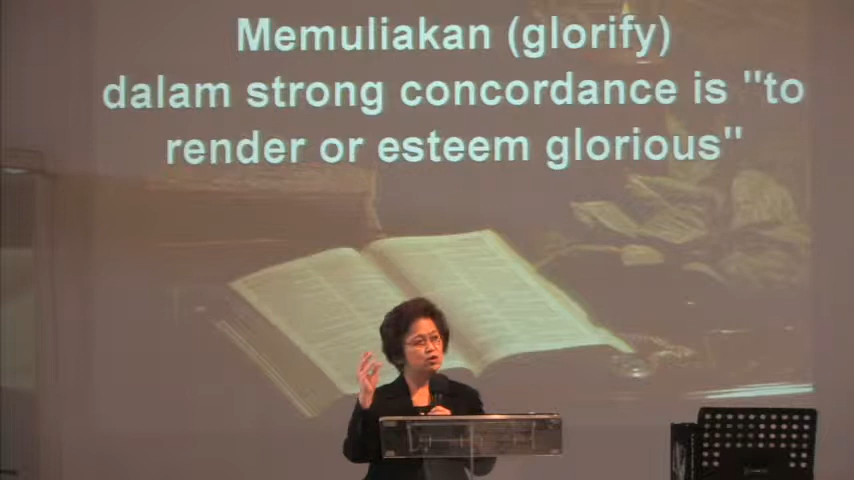 Memuliakan (glorify)
dalam strong concordance is "to
render or esteem glorious"